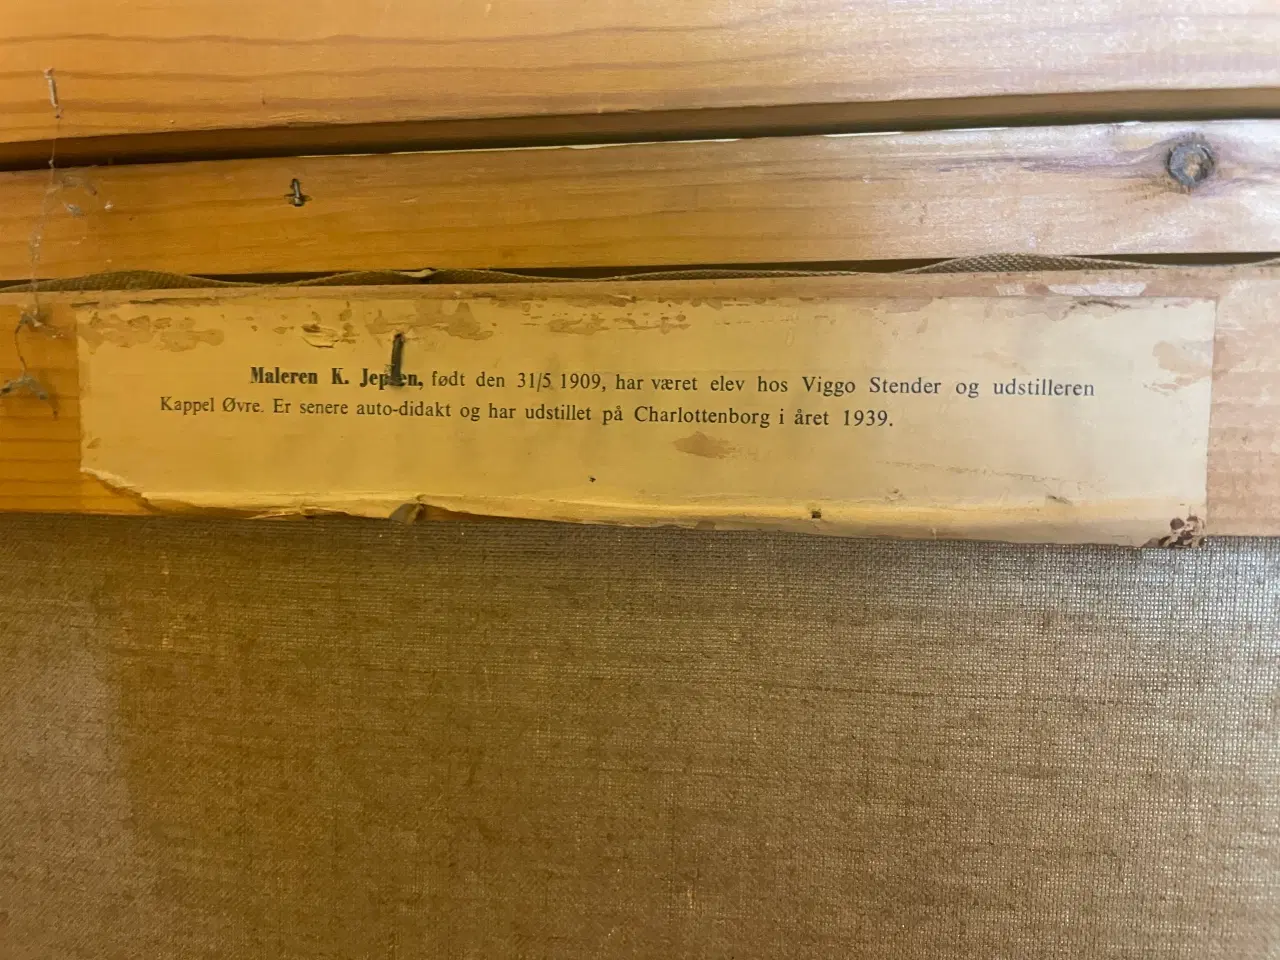 Maleren K. Jepsen, født den 31/5 1909, har været elev hos Viggo Stender og udstilleren
Kappel Øvre. Er senere auto-didakt og har udstillet på Charlottenborg i året 1939.